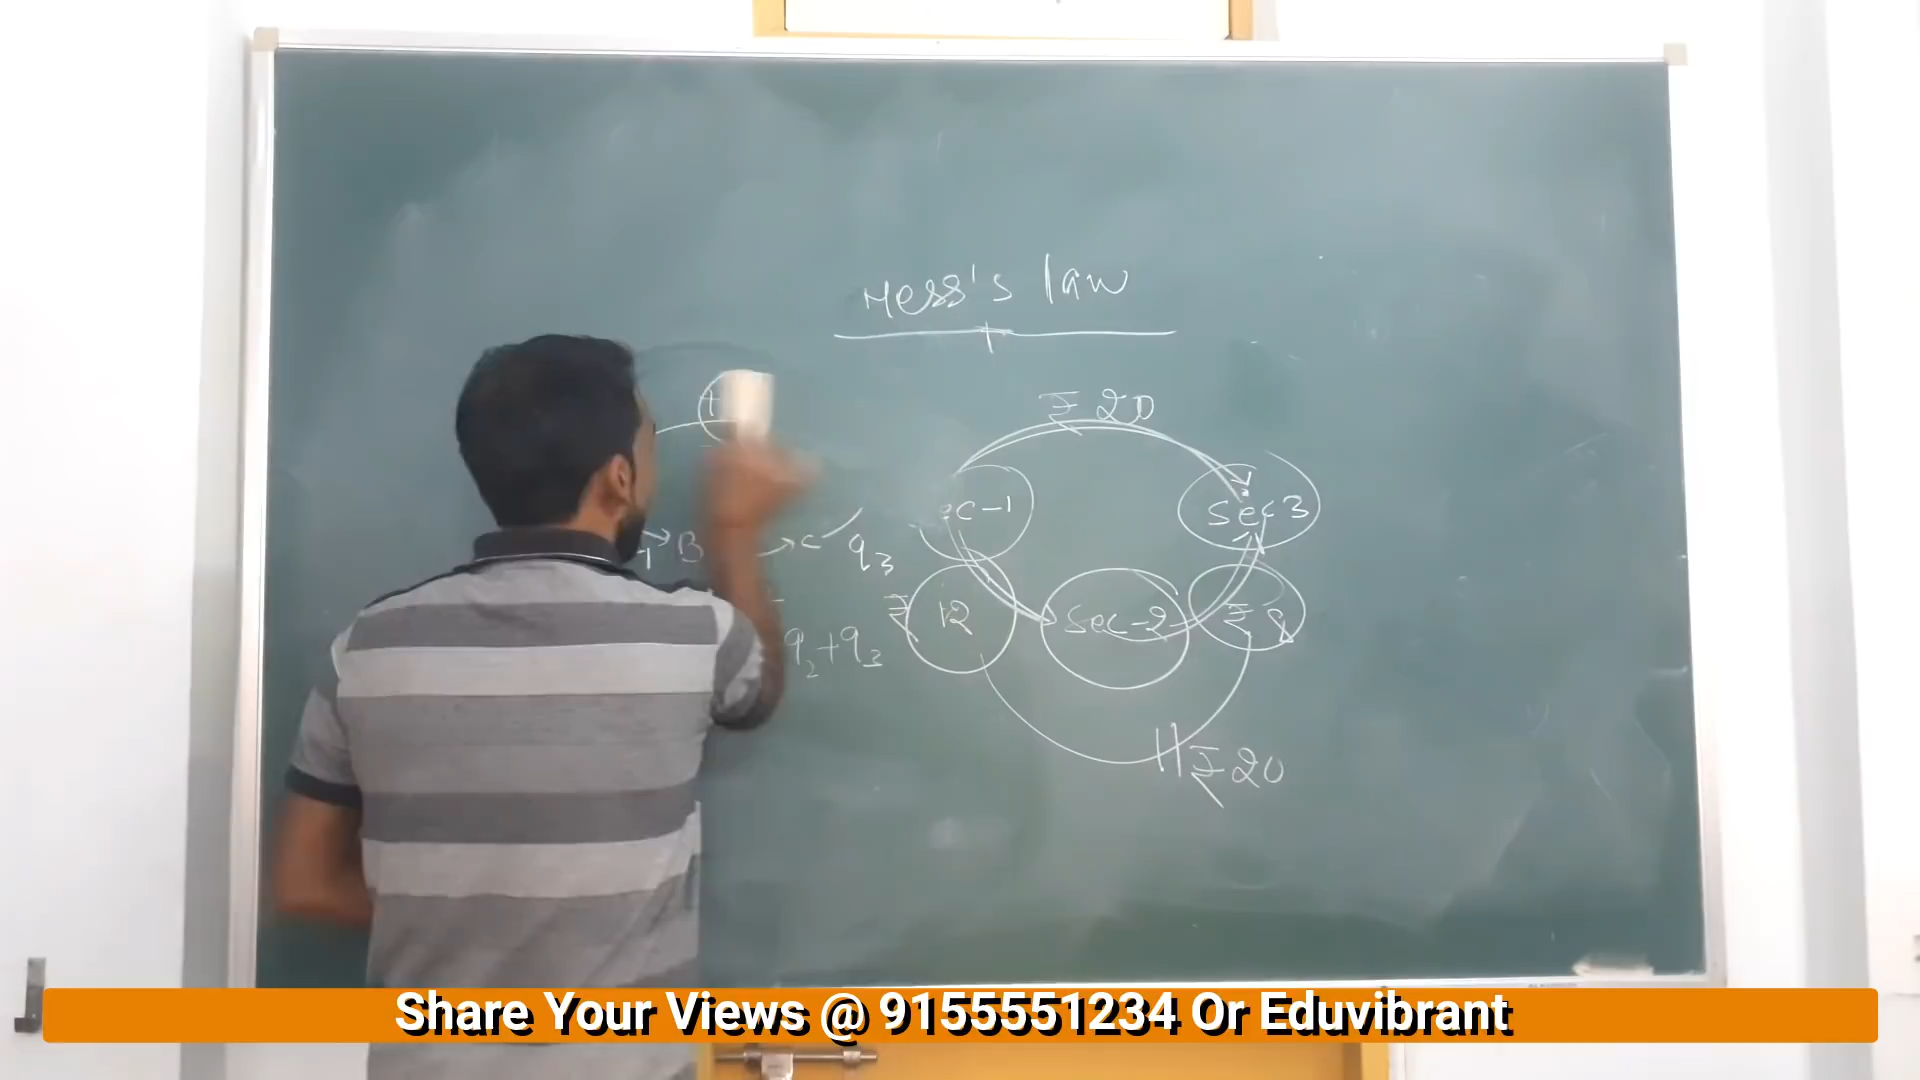 Hess's law
₹ 20
ec-1
sec 3
B → c q3
₹ 12
sec-2
₹ 8
q2+q3
₹ 20
Share Your Views @ 9155551234 Or Eduvibrant